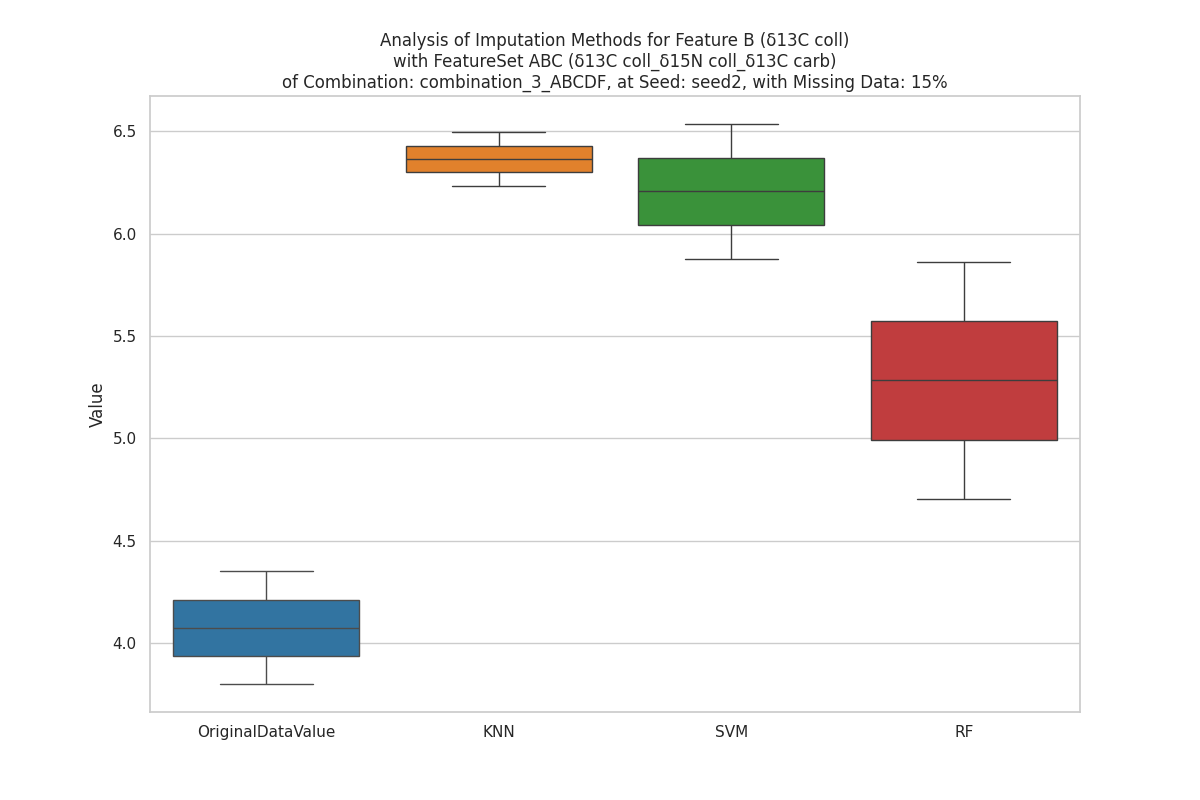 Analysis of Imputation Methods for Feature B (δ13C coll)
with FeatureSet ABC (δ13C coll_δ15N coll_δ13C carb)
of Combination: combination_3_ABCDF, at Seed: seed2, with Missing Data: 15%
6.5
6.0
5.5
5.0
4.5
4.0
Value
OriginalDataValue
KNN
SVM
RF